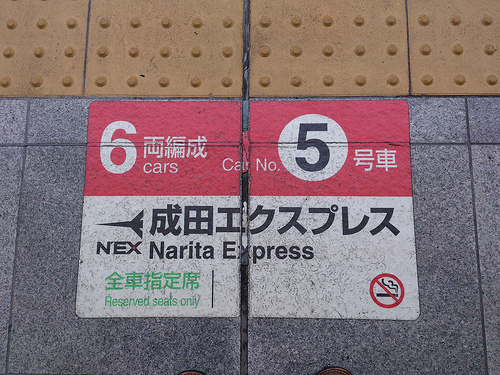 6両編成 cars Car No. 5号車
成田エクスプレス
NEX Narita Express
全車指定席
Reserved seats only